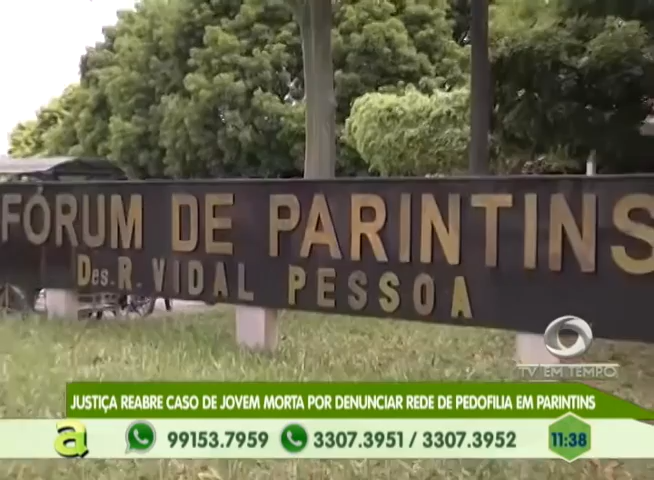 FÓRUM DE PARINTINS
Des. R. VIDAL PESSOA
TV EM TEMPO
JUSTIÇA REABRE CASO DE JOVEM MORTA POR DENUNCIAR REDE DE PEDOFILIA EM PARINTINS
a 99153.7959 3307.3951 / 3307.3952 11:38